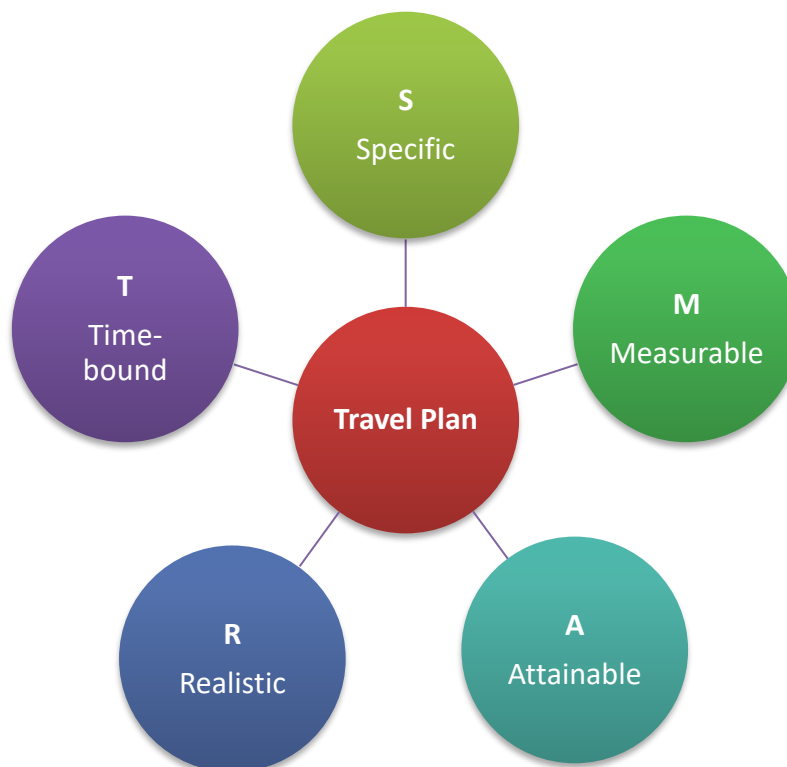 S
Specific
M
Measurable
A
Attainable
R
Realistic
T
Time-
bound
Travel Plan